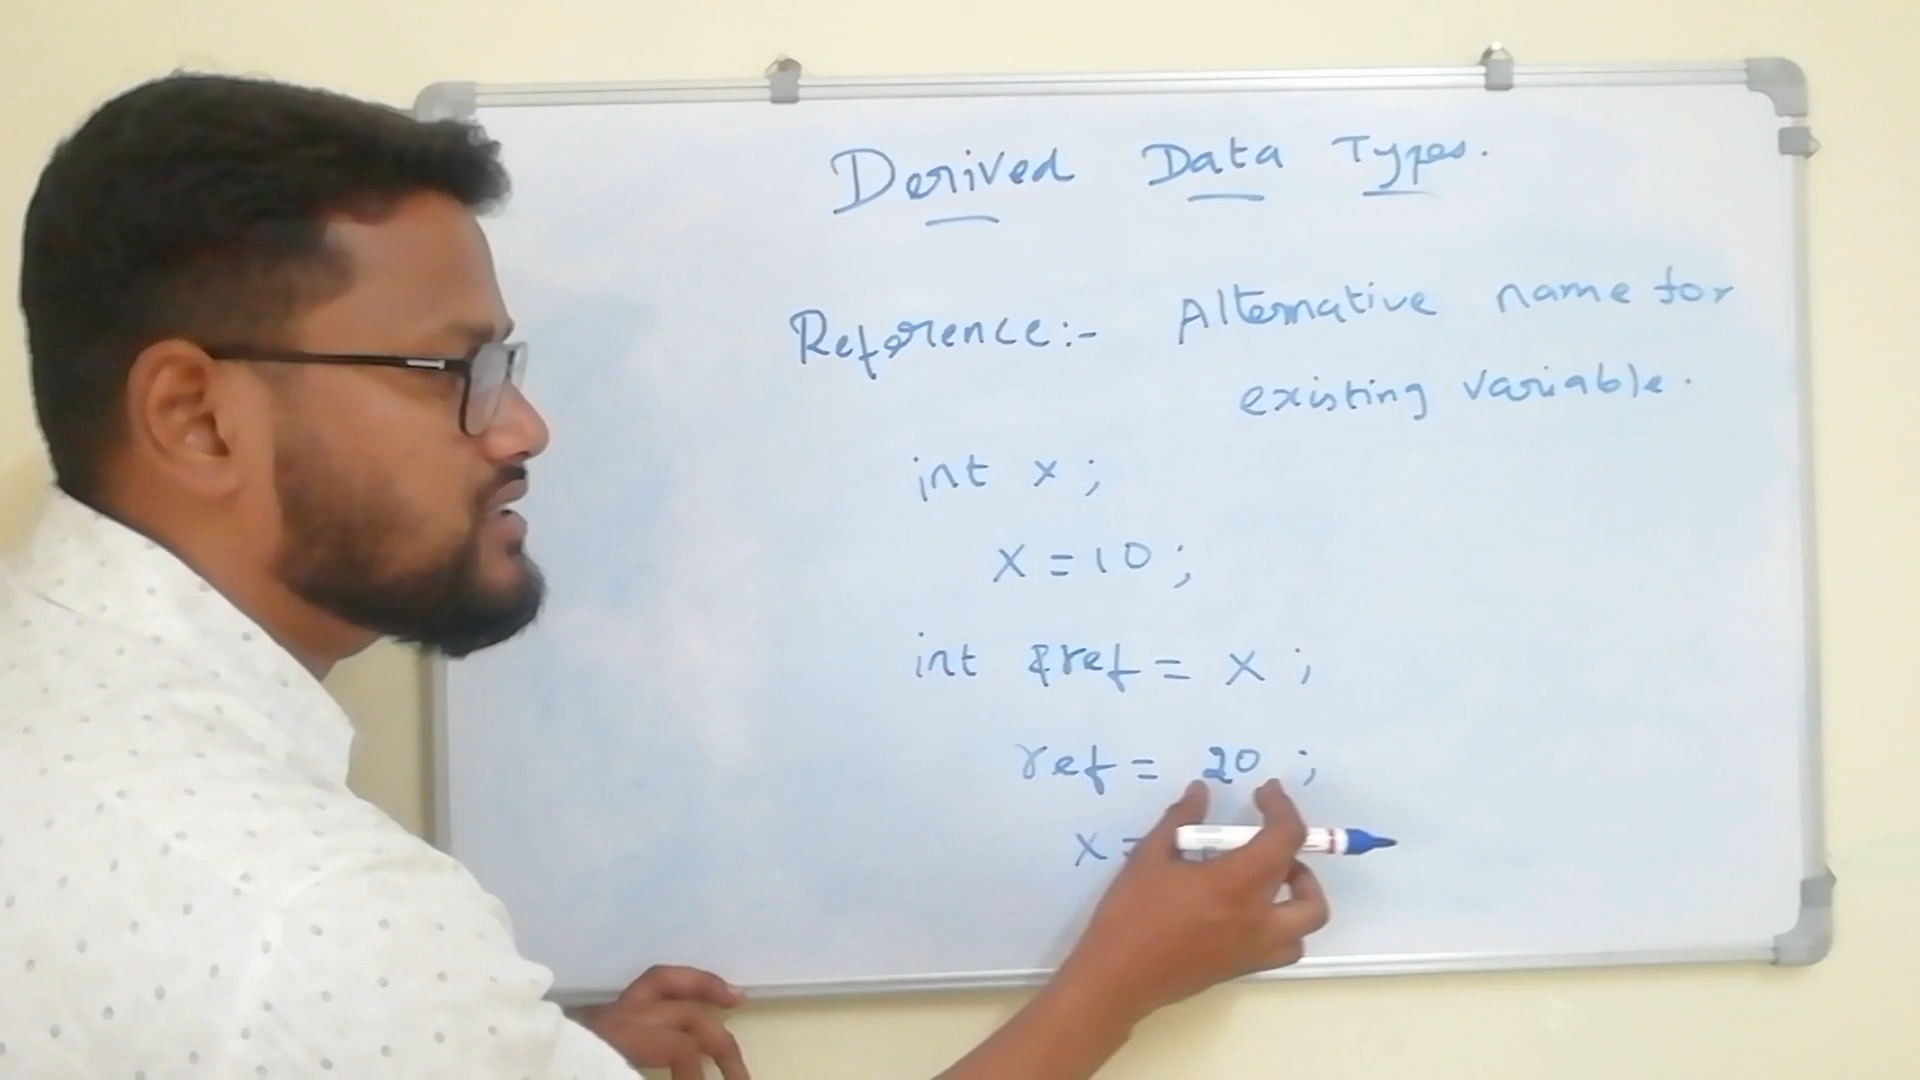 Derived Data Types.
Reference:- Alternative name for
existing variable.
int x ;
x = 10 ;
int &ref = x ;
ref = 20 ;
x =